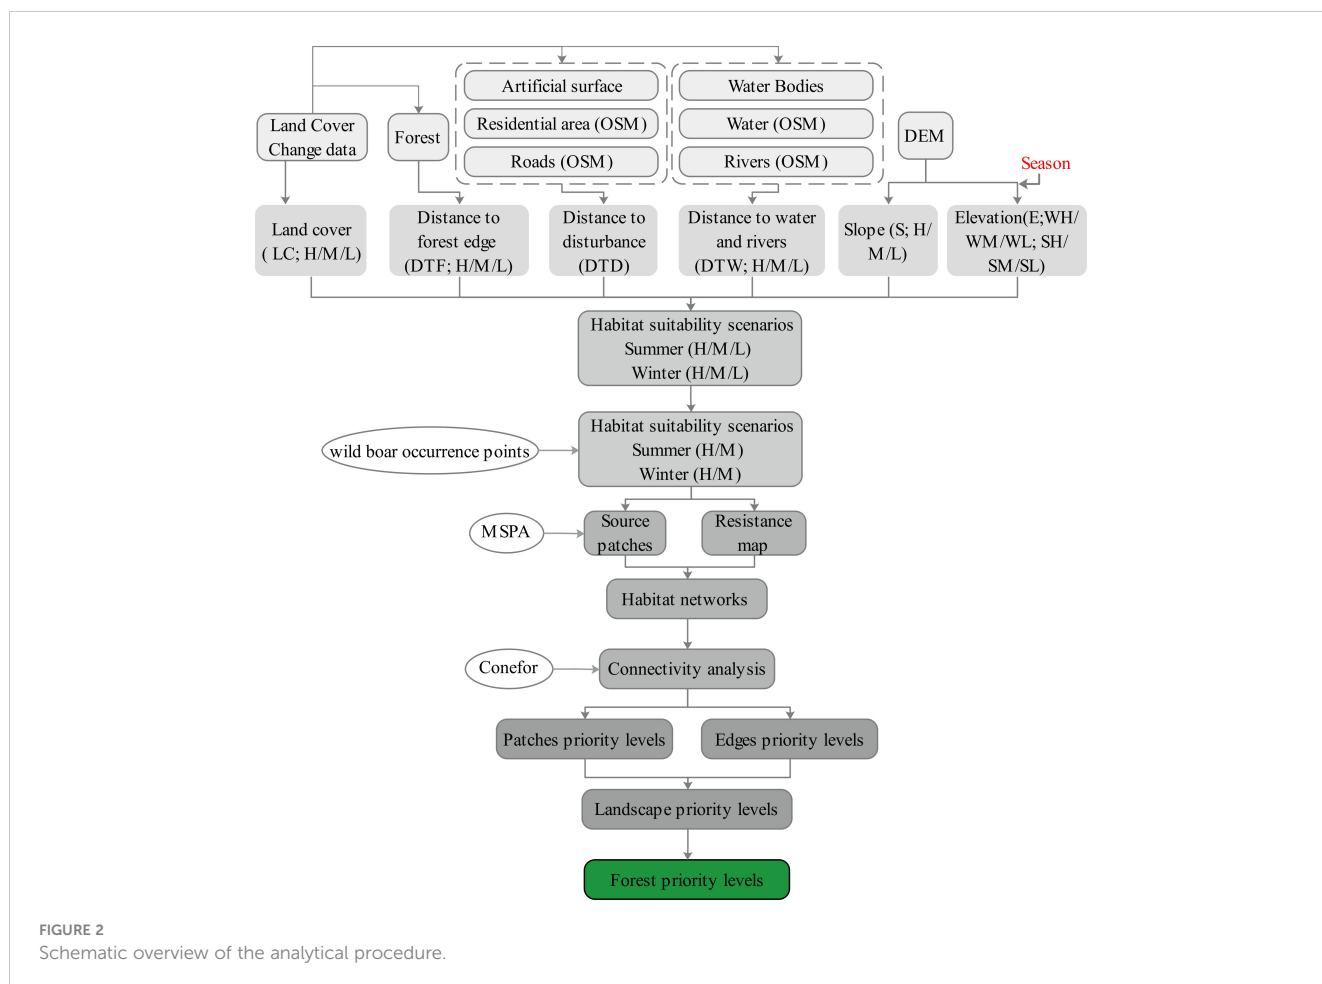 Artificial surface
Residential area (OSM)
Roads (OSM)
Water Bodies
Water (OSM)
Rivers (OSM)
Land Cover
Change data
Forest
DEM
Season
Land cover
( LC; H/M/L)
Distance to
forest edge
(DTF; H/M/L)
Distance to
disturbance
(DTD)
Distance to water
and rivers
(DTW; H/M/L)
Slope (S; H/
M/L)
Elevation(E;WH/
WM/WL; SH/
SM/SL)
Habitat suitability scenarios
Summer (H/M/L)
Winter (H/M/L)
wild boar occurrence points
Habitat suitability scenarios
Summer (H/M)
Winter (H/M)
MSPA
Source
patches
Resistance
map
Habitat networks
Conefor
Connectivity analysis
Patches priority levels
Edges priority levels
Landscape priority levels
Forest priority levels
FIGURE 2
Schematic overview of the analytical procedure.